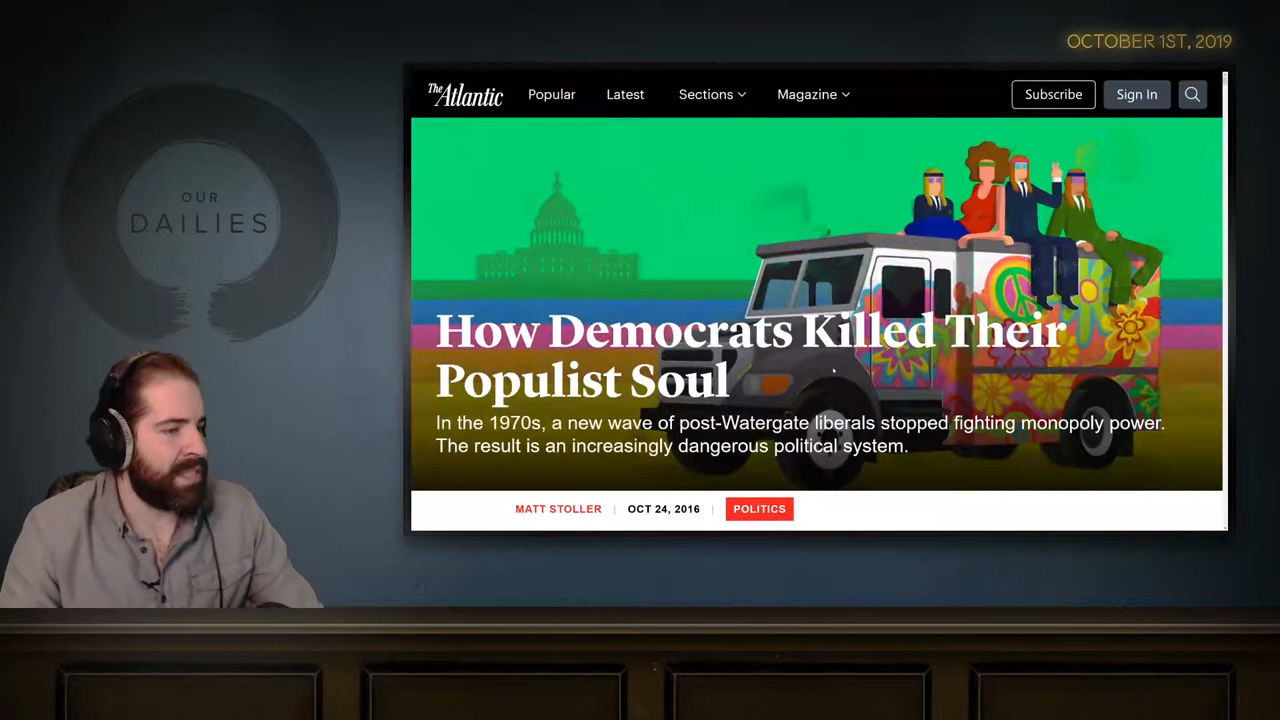 OCTOBER 1ST, 2019
The Atlantic
Popular
Latest
Sections
Magazine
Subscribe
Sign In
OUR
DAILIES
How Democrats Killed Their
Populist Soul
In the 1970s, a new wave of post-Watergate liberals stopped fighting monopoly power.
The result is an increasingly dangerous political system.
MATT STOLLER | OCT 24, 2016 | POLITICS